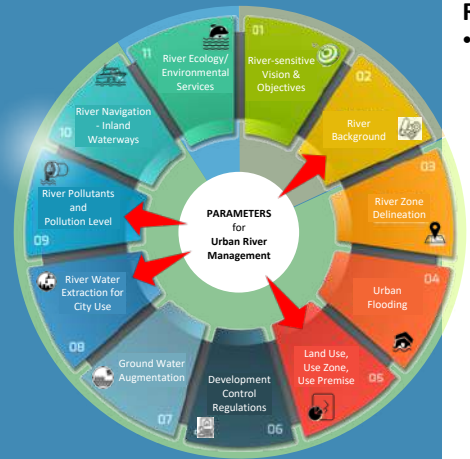 PARAMETERS
for
Urban River
Management
01
River-sensitive
Vision &
Objectives
02
River
Background
03
River Zone
Delineation
04
Urban
Flooding
Land Use,
Use Zone,
Use Premise
05
Development
Control
Regulations
06
Ground Water
Augmentation
07
River Water
Extraction for
City Use
08
River Pollutants
and
Pollution Level
09
River Navigation
- Inland
Waterways
10
11
River Ecology/
Environmental
Services
•